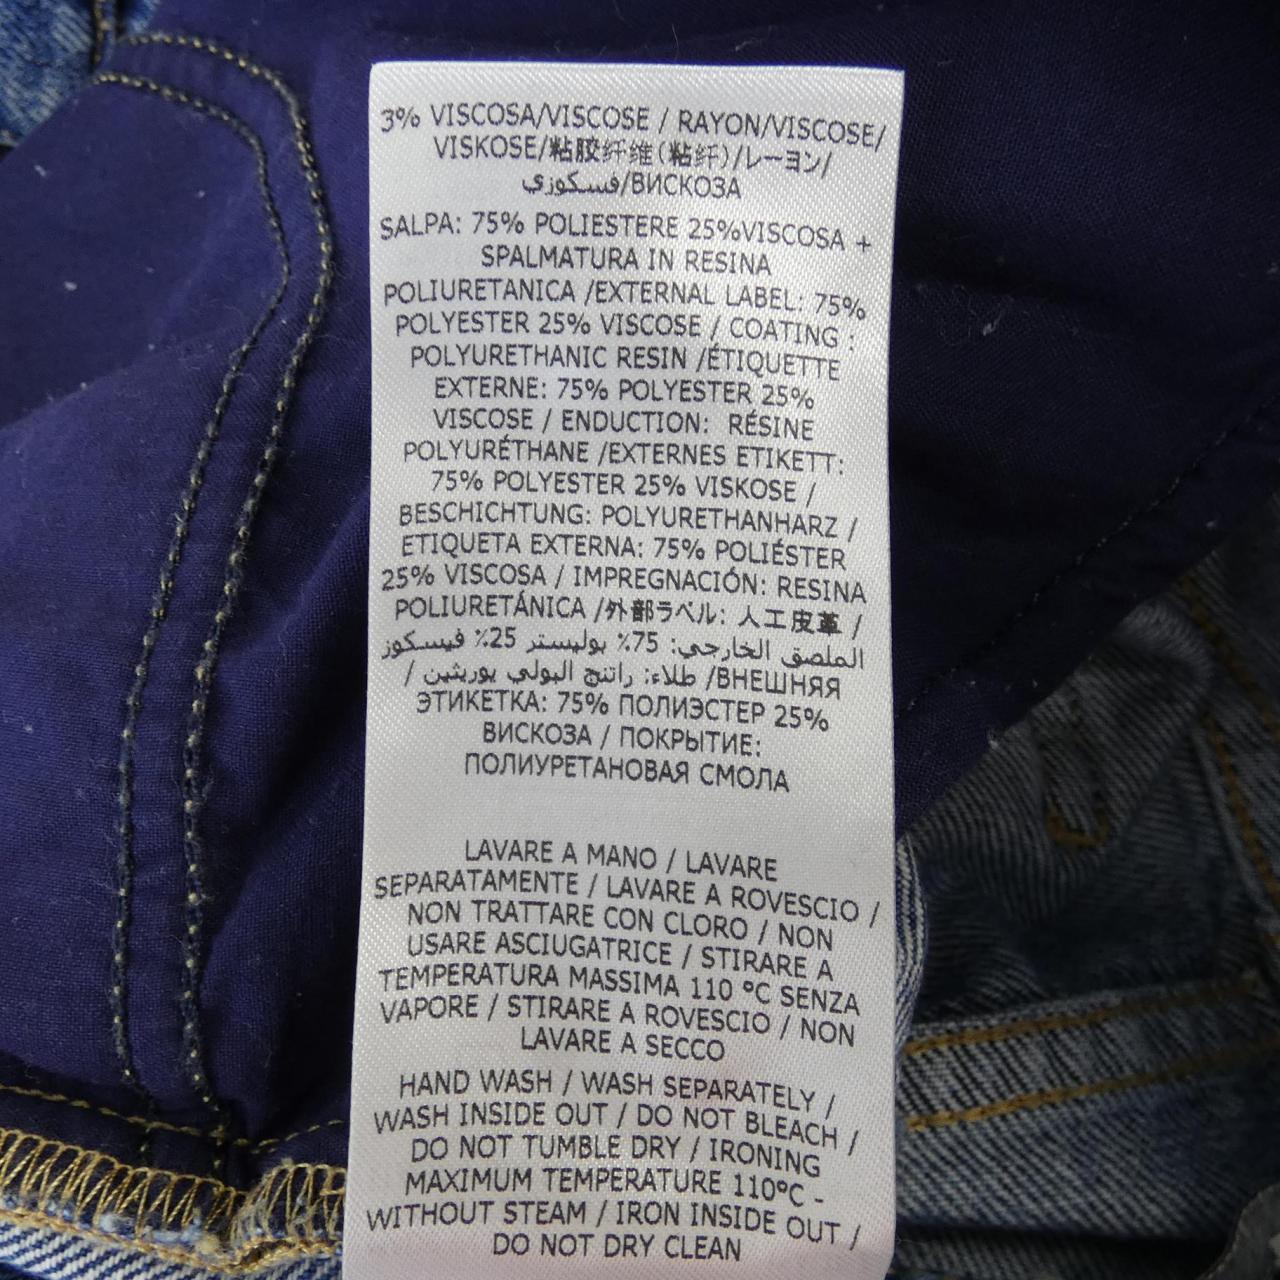 3% VISCOSA/VISCOSE / RAYON/VISCOSE/
VISKOSE/粘胶纤维(粘纤)/レーヨン/
فسكوزي/ВИСКОЗА
SALPA: 75% POLIESTERE 25%VISCOSA +
SPALMATURA IN RESINA
POLIURETANICA /EXTERNAL LABEL: 75%
POLYESTER 25% VISCOSE / COATING :
POLYURETHANIC RESIN /ÉTIQUETTE
EXTERNE: 75% POLYESTER 25%
VISCOSE / ENDUCTION: RÉSINE
POLYURÉTHANE /EXTERNES ETIKETT:
75% POLYESTER 25% VISKOSE /
BESCHICHTUNG: POLYURETHANHARZ /
ETIQUETA EXTERNA: 75% POLIÉSTER
25% VISCOSA / IMPREGNACIÓN: RESINA
POLIURETÁNICA /外部ラベル: 人工皮革 /
الملصق الخارجي: 75٪ بوليستر 25٪ فيسكوز
/ طلاء: راتنج البولي يوريثين /ВНЕШНЯЯ
ЭТИКЕТКА: 75% ПОЛИЭСТЕР 25%
ВИСКОЗА / ПОКРЫТИЕ:
ПОЛИУРЕТАНОВАЯ СМОЛА
LAVARE A MANO / LAVARE
SEPARATAMENTE / LAVARE A ROVESCIO /
NON TRATTARE CON CLORO / NON
USARE ASCIUGATRICE / STIRARE A
TEMPERATURA MASSIMA 110 °C SENZA
VAPORE / STIRARE A ROVESCIO / NON
LAVARE A SECCO
HAND WASH / WASH SEPARATELY /
WASH INSIDE OUT / DO NOT BLEACH /
DO NOT TUMBLE DRY / IRONING
MAXIMUM TEMPERATURE 110°C -
WITHOUT STEAM / IRON INSIDE OUT /
DO NOT DRY CLEAN